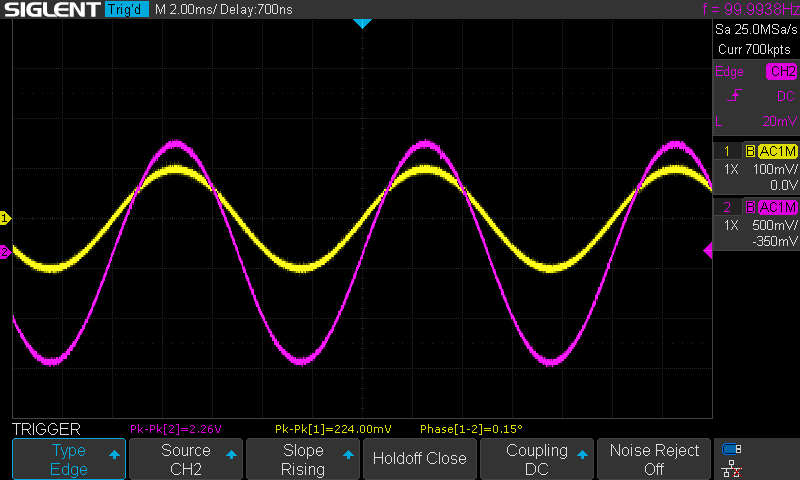 SIGLENT Trig'd M 2.00ms/ Delay:700ns f = 99.9938Hz
Sa 25.0MSa/s
Curr 700kpts
Edge CH2
DC
L 20mV
1 B AC1M
1X 100mV/
0.0V
2 B AC1M
1X 500mV/
-350mV
1
2
TRIGGER Pk-Pk[2]=2.26V Pk-Pk[1]=224.00mV Phase[1-2]=0.15°
Type
Edge
Source
CH2
Slope
Rising
Holdoff Close
Coupling
DC
Noise Reject
Off